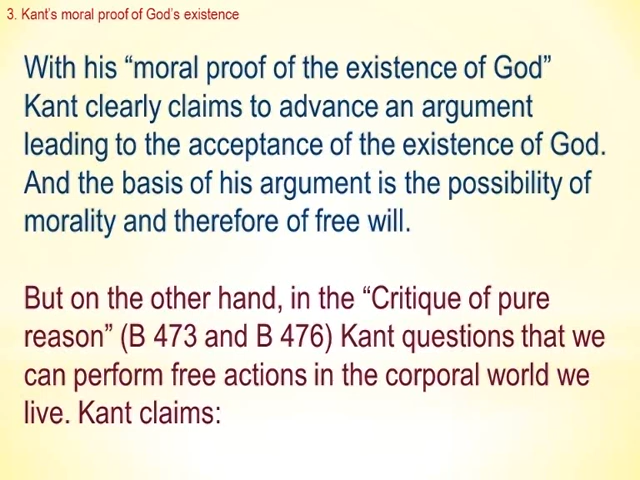 3. Kant's moral proof of God's existence
With his “moral proof of the existence of God”
Kant clearly claims to advance an argument
leading to the acceptance of the existence of God.
And the basis of his argument is the possibility of
morality and therefore of free will.
But on the other hand, in the “Critique of pure
reason” (B 473 and B 476) Kant questions that we
can perform free actions in the corporal world we
live. Kant claims: